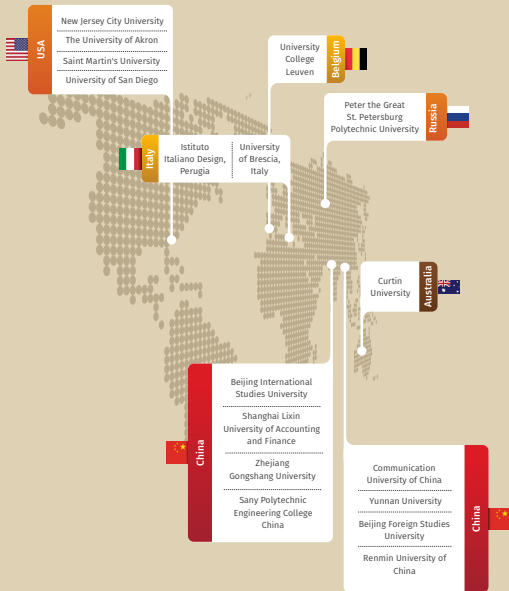 USA
New Jersey City University
The University of Akron
Saint Martin's University
University of San Diego
University
College
Leuven
Belgium
Peter the Great
St. Petersburg
Polytechnic University
Russia
Italy
Istituto
Italiano Design,
Perugia
University
of Brescia,
Italy
Curtin
University
Australia
China
Beijing International
Studies University
Shanghai Lixin
University of Accounting
and Finance
Zhejiang
Gongshang University
Sany Polytechnic
Engineering College
China
Communication
University of China
Yunnan University
Beijing Foreign Studies
University
Renmin University of
China
China